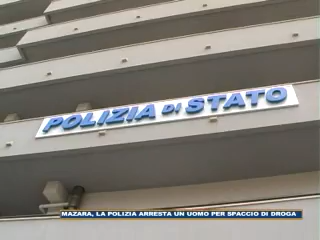 POLIZIA DI STATO
MAZARA, LA POLIZIA ARRESTA UN UOMO PER SPACCIO DI DROGA